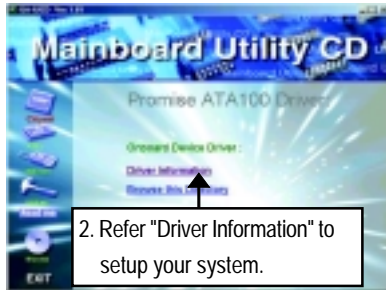 Mainboard Utility CD
Promise ATA100 Driver
Onboard Device Driver :
Driver Information
Browse this Directory
2. Refer "Driver Information" to
setup your system.
EXIT